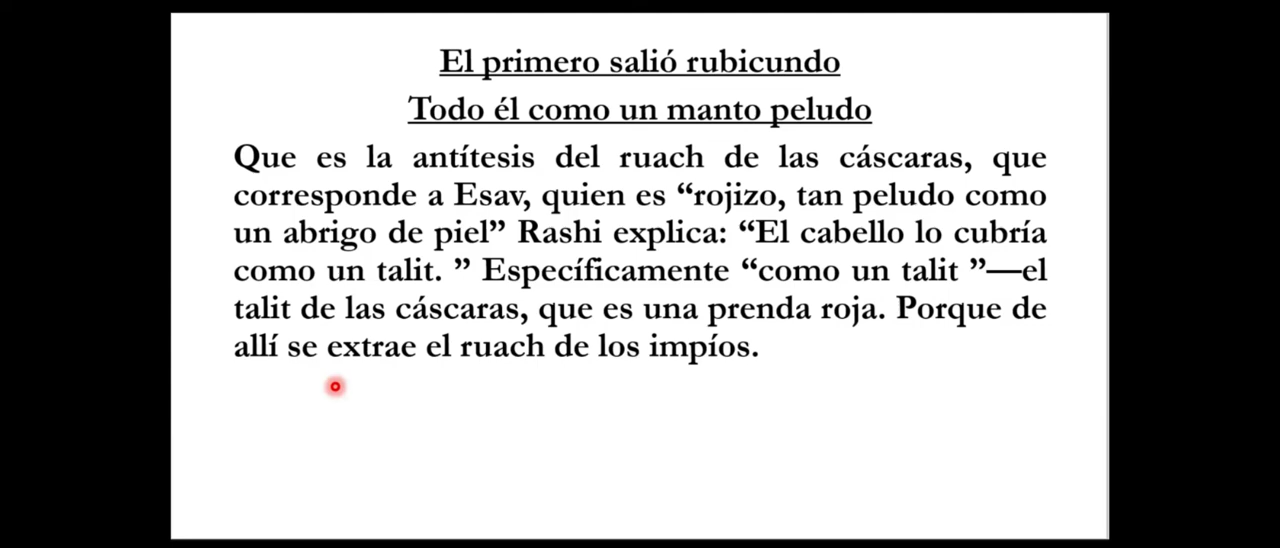 El primero salió rubicundo
Todo él como un manto peludo
Que es la antítesis del ruach de las cáscaras, que
corresponde a Esav, quien es “rojizo, tan peludo como
un abrigo de piel” Rashi explica: “El cabello lo cubría
como un talit. ” Específicamente “como un talit ”—el
talit de las cáscaras, que es una prenda roja. Porque de
allí se extrae el ruach de los impíos.